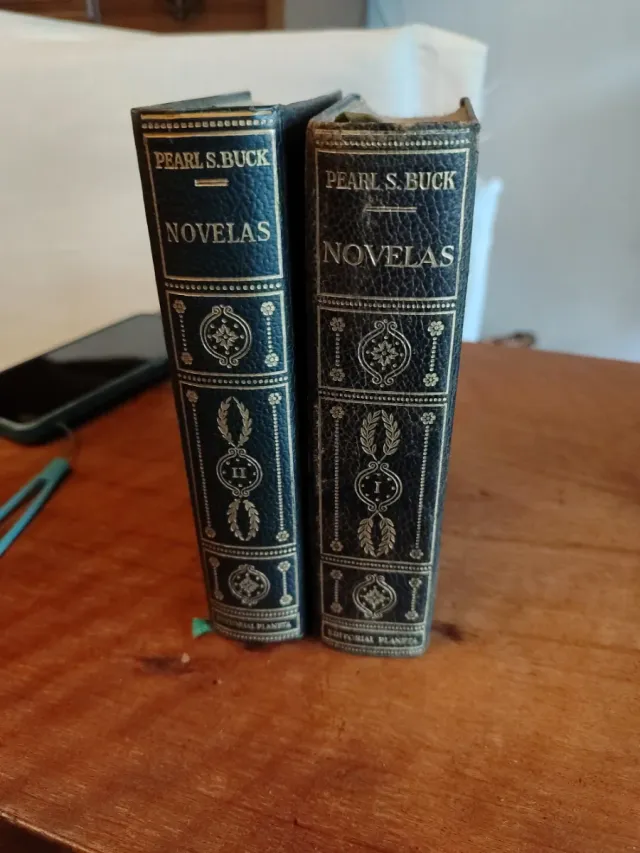 PEARL S. BUCK
NOVELAS
II
EDITORIAL PLANETA
PEARL S. BUCK
NOVELAS
I
EDITORIAL PLANETA